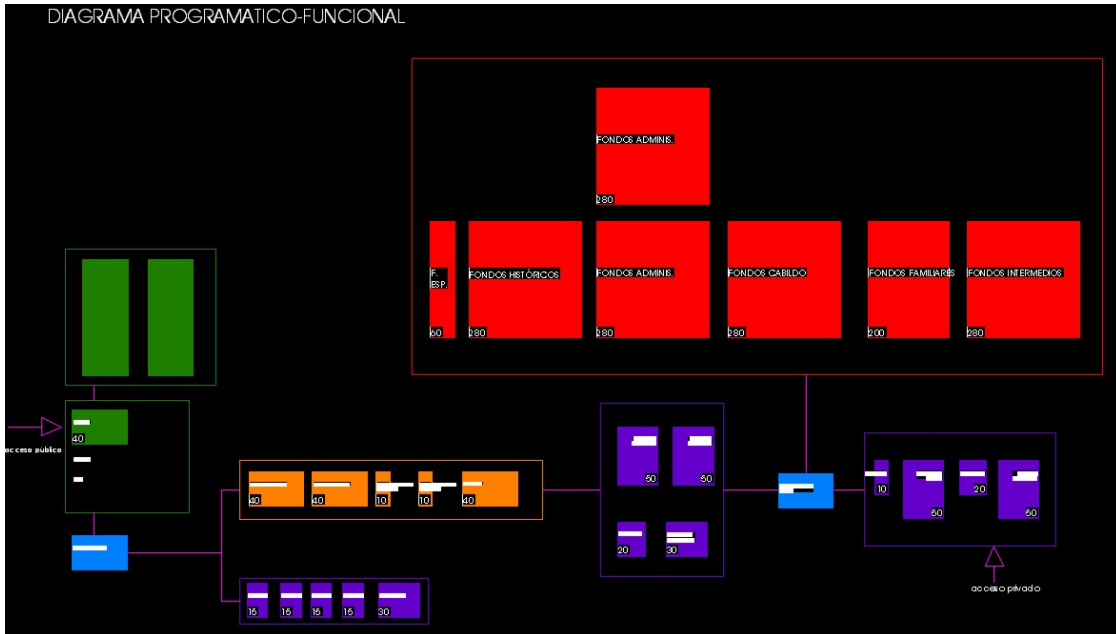 DIAGRAMA PROGRAMATICO-FUNCIONAL
FONDOS ADMINIS.
280
F.
ESP.
60
FONDOS HISTÓRICOS
280
FONDOS ADMINIS.
280
FONDOS CABILDO
280
FONDOS FAMILIARES
200
FONDOS INTERMEDIOS
280
40
acceso público
40
40
10
10
40
15
15
15
15
30
50
50
20
30
10
50
20
50
acceso privado